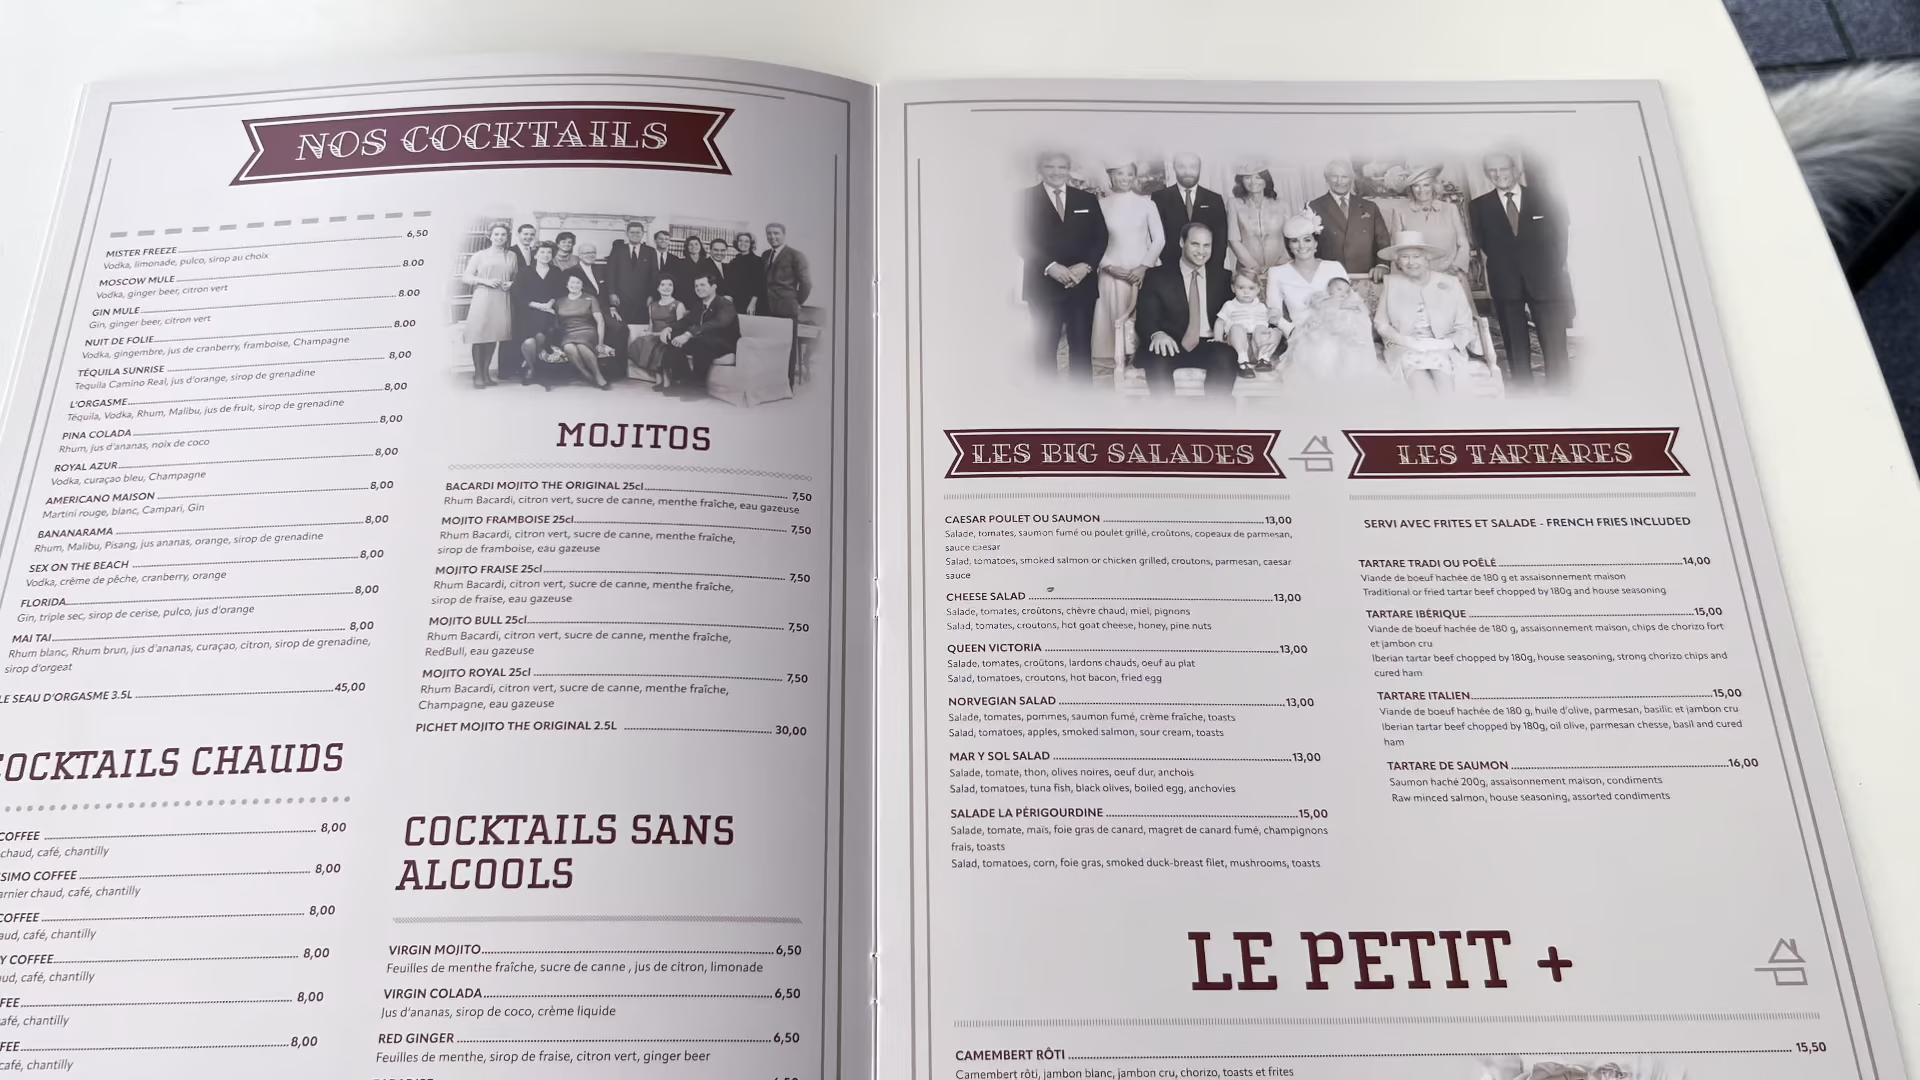 NOS COCKTAILS
MISTER FREEZE 6,50
Vodka, limonade, pulco, sirop au choix
MOSCOW MULE 8.00
Vodka, ginger beer, citron vert
GIN MULE 8.00
Gin, ginger beer, citron vert
NUIT DE FOLIE 8.00
Vodka, gingembre, jus de cranberry, framboise, Champagne
TÉQUILA SUNRISE 8,00
Tequila Camino Real, jus d'orange, sirop de grenadine
L'ORGASME 8,00
Téquila, Vodka, Rhum, Malibu, jus de fruit, sirop de grenadine
PINA COLADA 8,00
Rhum, jus d'ananas, noix de coco
ROYAL AZUR 8,00
Vodka, curaçao bleu, Champagne
AMERICANO MAISON 8,00
Martini rouge, blanc, Campari, Gin
BANANARAMA 8,00
Rhum, Malibu, Pisang, jus ananas, orange, sirop de grenadine
SEX ON THE BEACH 8,00
Vodka, crème de pêche, cranberry, orange
FLORIDA 8,00
Gin, triple sec, sirop de cerise, pulco, jus d'orange
MAI TAI 8,00
Rhum blanc, Rhum brun, jus d'ananas, curaçao, citron, sirop de grenadine,
sirop d'orgeat
LE SEAU D'ORGASME 3.5L 45,00
COCKTAILS CHAUDS
COFFEE 8,00
chaud, café, chantilly
SIMO COFFEE 8,00
arnier chaud, café, chantilly
COFFEE 8,00
aud, café, chantilly
Y COFFEE 8,00
ud, café, chantilly
FEE 8,00
afé, chantilly
FEE 8,00
café, chantilly
MOJITOS
BACARDI MOJITO THE ORIGINAL 25cl 7,50
Rhum Bacardi, citron vert, sucre de canne, menthe fraîche, eau gazeuse
MOJITO FRAMBOISE 25cl 7,50
Rhum Bacardi, citron vert, sucre de canne, menthe fraîche,
sirop de framboise, eau gazeuse
MOJITO FRAISE 25cl 7,50
Rhum Bacardi, citron vert, sucre de canne, menthe fraîche,
sirop de fraise, eau gazeuse
MOJITO BULL 25cl 7,50
Rhum Bacardi, citron vert, sucre de canne, menthe fraîche,
RedBull, eau gazeuse
MOJITO ROYAL 25cl 7,50
Rhum Bacardi, citron vert, sucre de canne, menthe fraîche,
Champagne, eau gazeuse
PICHET MOJITO THE ORIGINAL 2.5L 30,00
COCKTAILS SANS
ALCOOLS
VIRGIN MOJITO 6,50
Feuilles de menthe fraîche, sucre de canne , jus de citron, limonade
VIRGIN COLADA 6,50
Jus d'ananas, sirop de coco, crème liquide
RED GINGER 6,50
Feuilles de menthe, sirop de fraise, citron vert, ginger beer
LES BIG SALADES
CAESAR POULET OU SAUMON 13,00
Salade, tomates, saumon fumé ou poulet grillé, croûtons, copeaux de parmesan,
sauce caesar
Salad, tomatoes, smoked salmon or chicken grilled, croutons, parmesan, caesar
sauce
CHEESE SALAD 13,00
Salade, tomates, croûtons, chèvre chaud, miel, pignons
Salad, tomates, croutons, hot goat cheese, honey, pine nuts
QUEEN VICTORIA 13,00
Salade, tomates, croûtons, lardons chauds, oeuf au plat
Salad, tomatoes, croutons, hot bacon, fried egg
NORVEGIAN SALAD 13,00
Salade, tomates, pommes, saumon fumé, crème fraîche, toasts
Salad, tomatoes, apples, smoked salmon, sour cream, toasts
MAR Y SOL SALAD 13,00
Salade, tomate, thon, olives noires, oeuf dur, anchois
Salad, tomatoes, tuna fish, black olives, boiled egg, anchovies
SALADE LA PÉRIGOURDINE 15,00
Salade, tomate, maïs, foie gras de canard, magret de canard fumé, champignons
frais, toasts
Salad, tomatoes, corn, foie gras, smoked duck-breast filet, mushrooms, toasts
LES TARTARES
SERVI AVEC FRITES ET SALADE - FRENCH FRIES INCLUDED
TARTARE TRADI OU POÊLÉ 14,00
Viande de boeuf hachée de 180 g et assaisonnement maison
Traditional or fried tartar beef chopped by 180g and house seasoning
TARTARE IBÉRIQUE 15,00
Viande de boeuf hachée de 180 g, assaisonnement maison, chips de chorizo fort
et jambon cru
Iberian tartar beef chopped by 180g, house seasoning, strong chorizo chips and
cured ham
TARTARE ITALIEN 15,00
Viande de boeuf hachée de 180 g, huile d'olive, parmesan, basilic et jambon cru
Iberian tartar beef chopped by 180g, oil olive, parmesan chesse, basil and cured
ham
TARTARE DE SAUMON 16,00
Saumon haché 200g, assaisonnement maison, condiments
Raw minced salmon, house seasoning, assorted condiments
LE PETIT +
CAMEMBERT RÔTI 15,50
Camembert rôti, jambon blanc, jambon cru, chorizo, toasts et frites